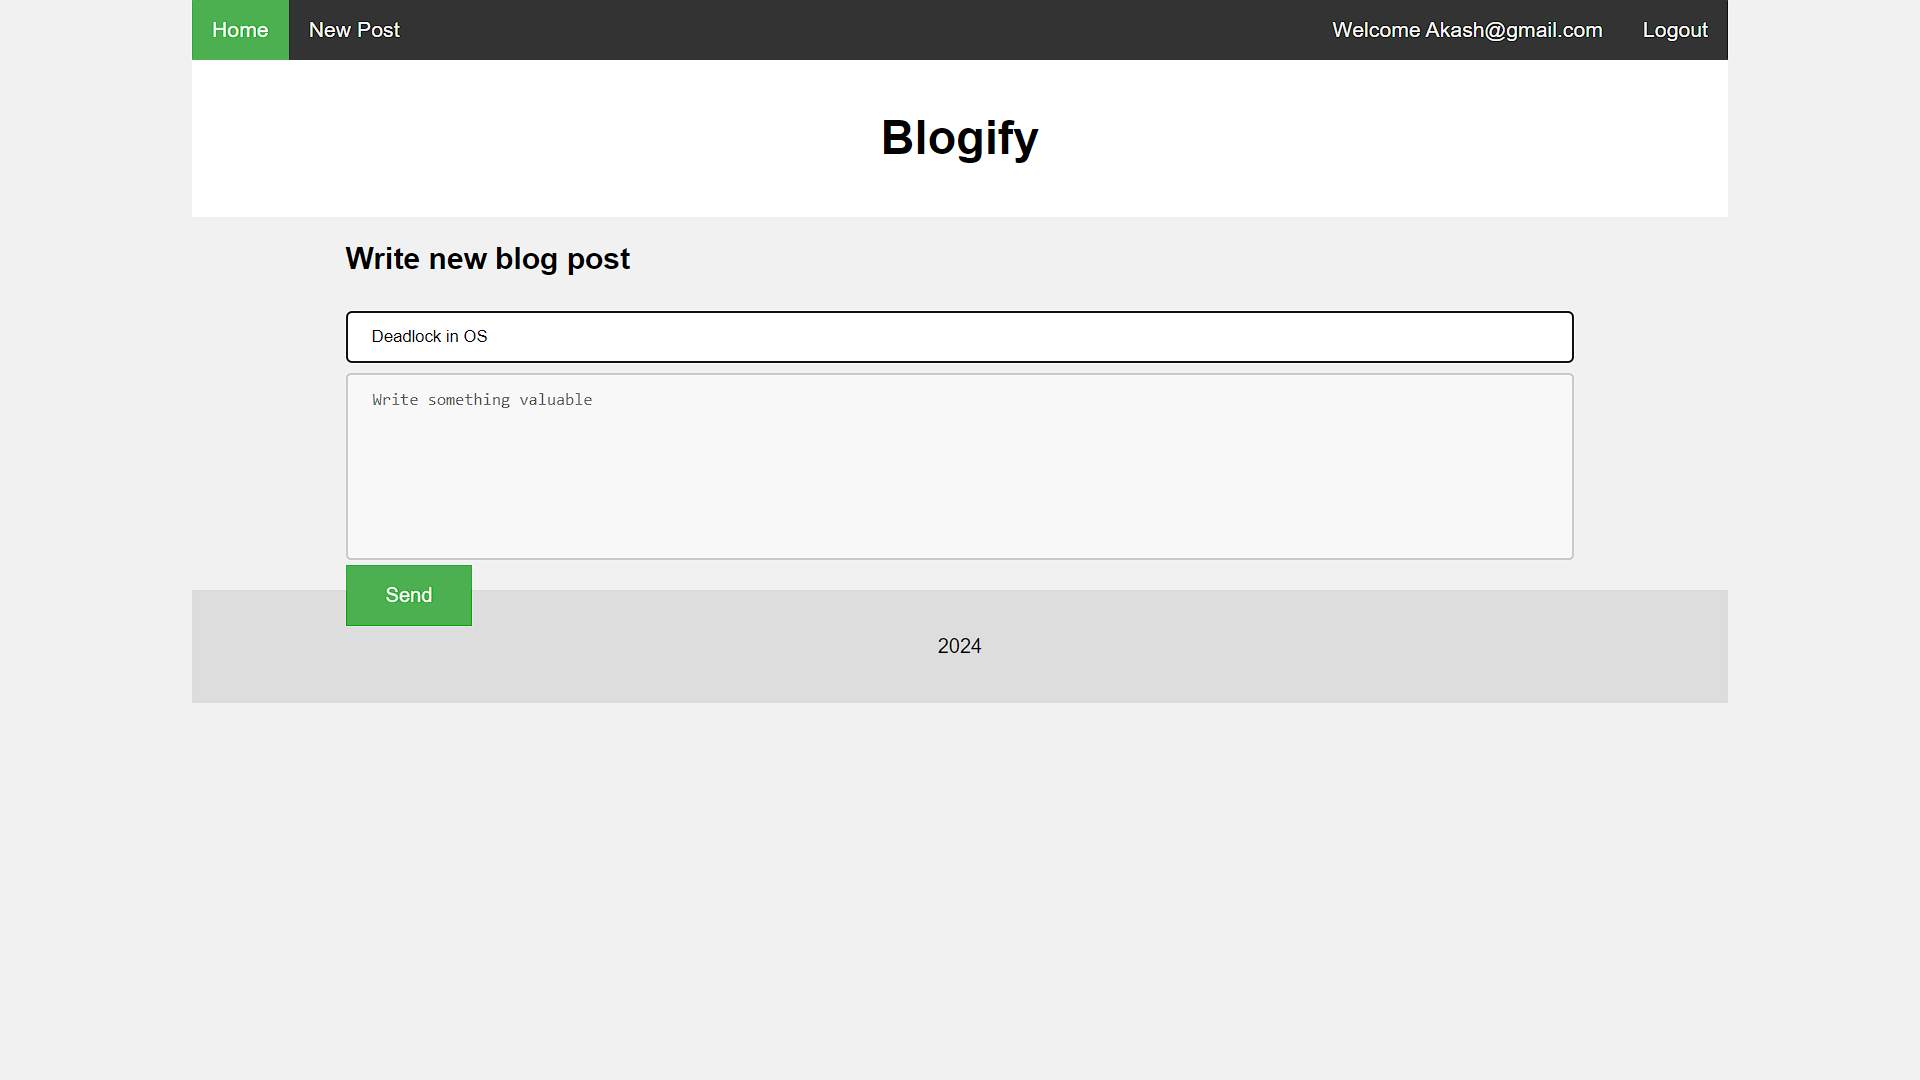 Home New Post Welcome Akash@gmail.com Logout
Blogify
Write new blog post
Deadlock in OS
Write something valuable
Send
2024